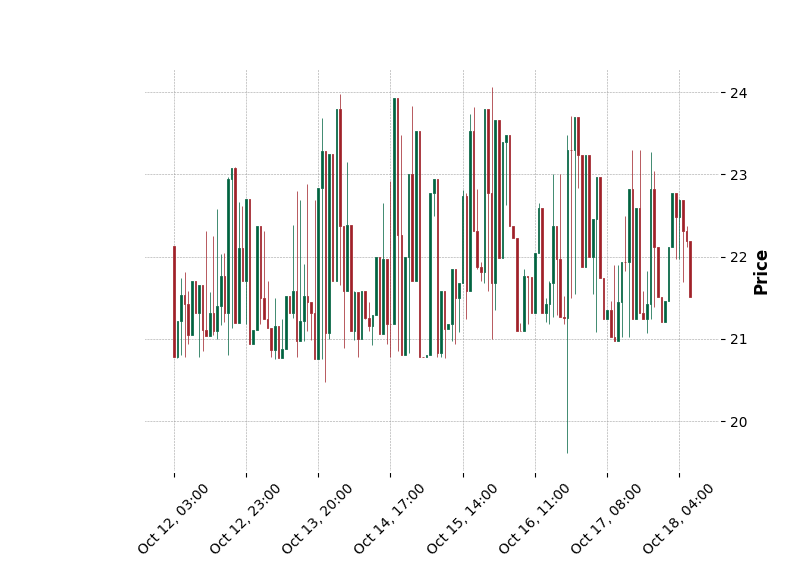 24
23
22
21
20
Price
Oct 12, 03:00
Oct 12, 23:00
Oct 13, 20:00
Oct 14, 17:00
Oct 15, 14:00
Oct 16, 11:00
Oct 17, 08:00
Oct 18, 04:00